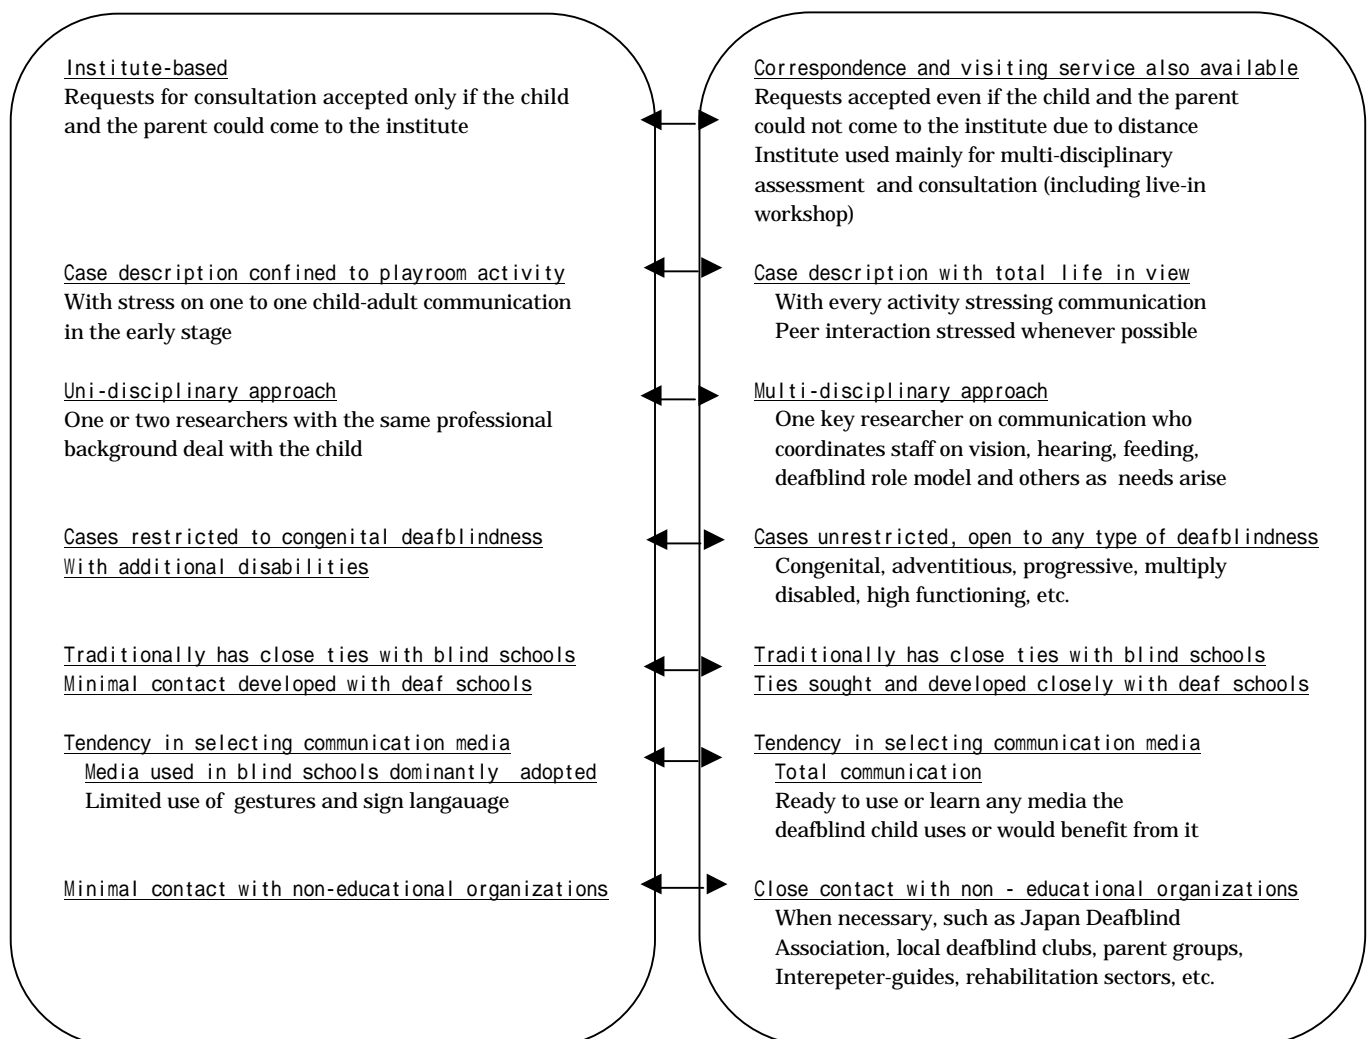 Institute-based
Requests for consultation accepted only if the child
and the parent could come to the institute
Case description confined to playroom activity
With stress on one to one child-adult communication
in the early stage
Uni-disciplinary approach
One or two researchers with the same professional
background deal with the child
Cases restricted to congenital deafblindness
With additional disabilities
Traditionally has close ties with blind schools
Minimal contact developed with deaf schools
Tendency in selecting communication media
Media used in blind schools dominantly adopted
Limited use of gestures and sign langauage
Minimal contact with non-educational organizations
Correspondence and visiting service also available
Requests accepted even if the child and the parent
could not come to the institute due to distance
Institute used mainly for multi-disciplinary
assessment and consultation (including live-in
workshop)
Case description with total life in view
With every activity stressing communication
Peer interaction stressed whenever possible
Multi-disciplinary approach
One key researcher on communication who
coordinates staff on vision, hearing, feeding,
deafblind role model and others as needs arise
Cases unrestricted, open to any type of deafblindness
Congenital, adventitious, progressive, multiply
disabled, high functioning, etc.
Traditionally has close ties with blind schools
Ties sought and developed closely with deaf schools
Tendency in selecting communication media
Total communication
Ready to use or learn any media the
deafblind child uses or would benefit from it
Close contact with non - educational organizations
When necessary, such as Japan Deafblind
Association, local deafblind clubs, parent groups,
Interepeter-guides, rehabilitation sectors, etc.